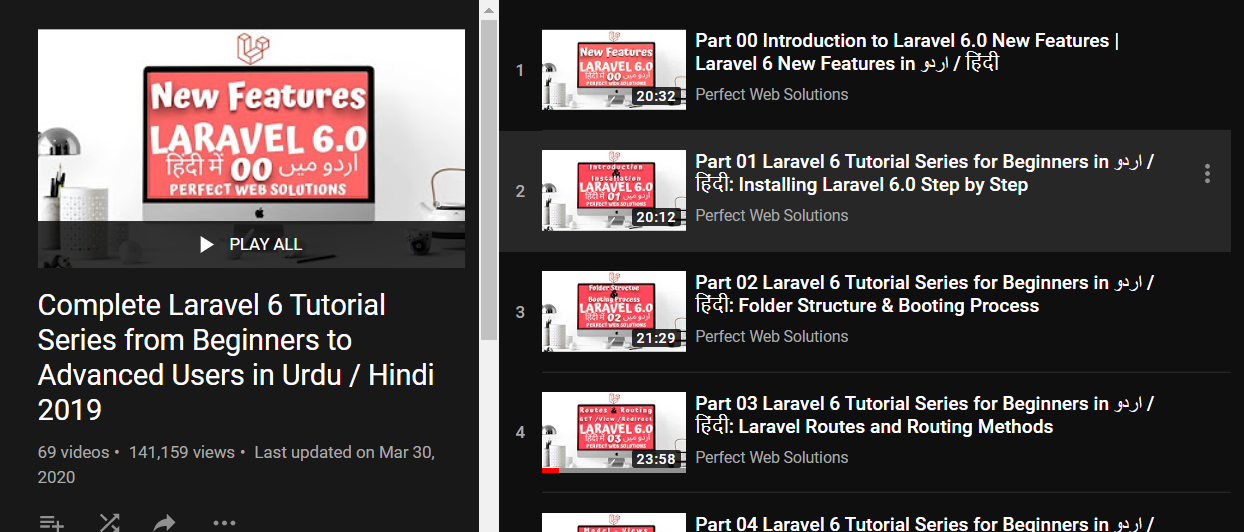 New Features
LARAVEL 6.0
हिंदी में 00 اردو میں
PERFECT WEB SOLUTIONS
PLAY ALL
Complete Laravel 6 Tutorial
Series from Beginners to
Advanced Users in Urdu / Hindi
2019
69 videos • 141,159 views • Last updated on Mar 30,
2020
1
New Features
LARAVEL 6.0
हिंदी में 00 اردو میں
PERFECT WEB SOLUTIONS
20:32
Part 00 Introduction to Laravel 6.0 New Features |
Laravel 6 New Features in اردو / हिंदी
Perfect Web Solutions
2
Introduction
&
Installation
LARAVEL 6.0
हिंदी में 01 اردو میں
PERFECT WEB SOLUTIONS
20:12
Part 01 Laravel 6 Tutorial Series for Beginners in اردو /
हिंदी: Installing Laravel 6.0 Step by Step
Perfect Web Solutions
3
Folder Structue
&
Booting Process
LARAVEL 6.0
हिंदी में 02 اردو میں
PERFECT WEB SOLUTIONS
21:29
Part 02 Laravel 6 Tutorial Series for Beginners in اردو /
हिंदी: Folder Structure & Booting Process
Perfect Web Solutions
4
Routes & Routing
GET /View /Redirect
LARAVEL 6.0
हिंदी में 03 اردو میں
PERFECT WEB SOLUTIONS
23:58
Part 03 Laravel 6 Tutorial Series for Beginners in اردو /
हिंदी: Laravel Routes and Routing Methods
Perfect Web Solutions
Part 04 Laravel 6 Tutorial Series for Beginners in اردو /